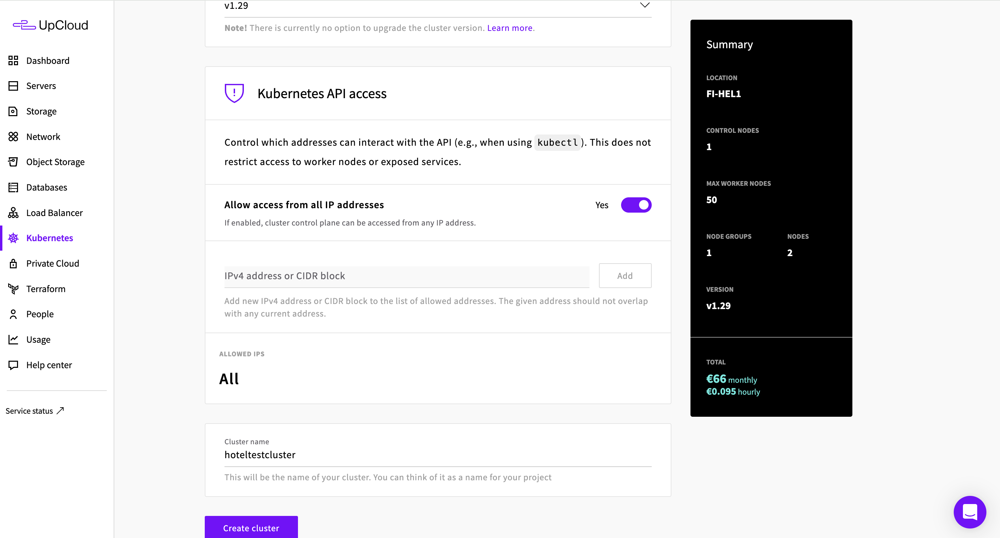 UpCloud
Dashboard
Servers
Storage
Network
Object Storage
Databases
Load Balancer
Kubernetes
Private Cloud
Terraform
People
Usage
Help center
Service status
v1.29
Note! There is currently no option to upgrade the cluster version. Learn more.
Kubernetes API access
Control which addresses can interact with the API (e.g., when using kubectl). This does not
restrict access to worker nodes or exposed services.
Allow access from all IP addresses
Yes
If enabled, cluster control plane can be accessed from any IP address.
IPv4 address or CIDR block
Add
Add new IPv4 address or CIDR block to the list of allowed addresses. The given address should not overlap
with any current address.
ALLOWED IPS
All
Cluster name
hoteltestcluster
This will be the name of your cluster. You can think of it as a name for your project
Create cluster
Summary
LOCATION
FI-HEL1
CONTROL NODES
1
MAX WORKER NODES
50
NODE GROUPS NODES
1 2
VERSION
v1.29
TOTAL
€66 monthly
€0.095 hourly